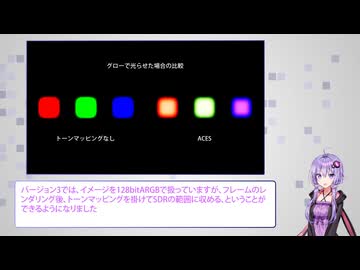 グローで光らせた場合の比較
トーンマッピングなし
ACES
バージョン3では、イメージを128bitARGBで扱っていますが、フレームのレ
ンダリング後、トーンマッピングを掛けてSDRの範囲に収める、ということが
できるようになりました